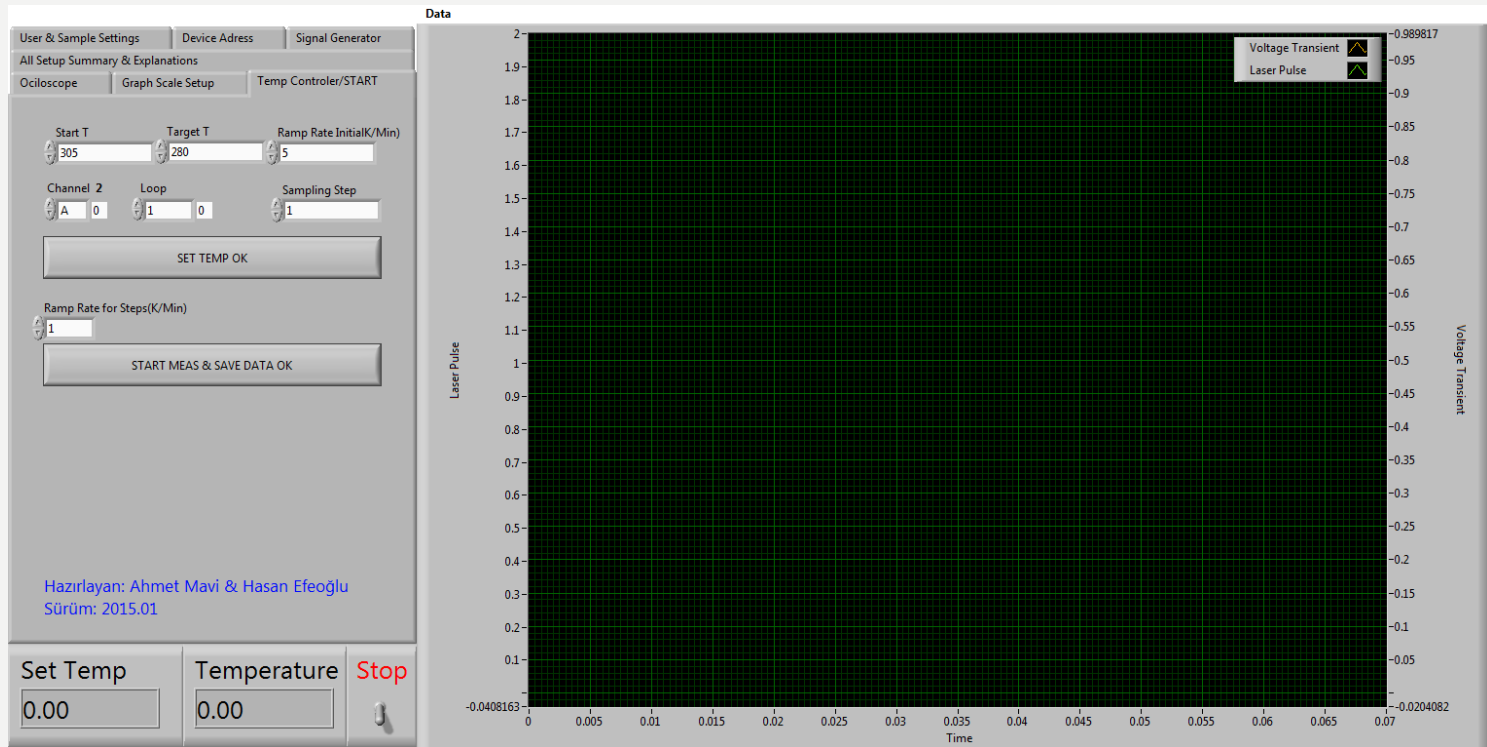 Data
User & Sample Settings
Device Adress
Signal Generator
All Setup Summary & Explanations
Ociloscope
Graph Scale Setup
Temp Controler/START
Start T
Target T
Ramp Rate InitialK/Min)
305
280
5
Channel 2
Loop
Sampling Step
A
0
1
0
1
SET TEMP OK
Ramp Rate for Steps(K/Min)
1
START MEAS & SAVE DATA OK
Hazırlayan: Ahmet Mavi & Hasan Efeoğlu
Sürüm: 2015.01
Set Temp
Temperature
Stop
0.00
0.00
Voltage Transient
Laser Pulse
Laser Pulse
2
1.9
1.8
1.7
1.6
1.5
1.4
1.3
1.2
1.1
1
0.9
0.8
0.7
0.6
0.5
0.4
0.3
0.2
0.1
-0.0408163
0
0.005
0.01
0.015
0.02
0.025
0.03
0.035
0.04
0.045
0.05
0.055
0.06
0.065
0.07
Time
0.989817
0.95
0.9
0.85
0.8
0.75
0.7
0.65
0.6
0.55
0.5
0.45
0.4
0.35
0.3
0.25
0.2
0.15
0.1
0.05
-0.0204082
Voltage Transient